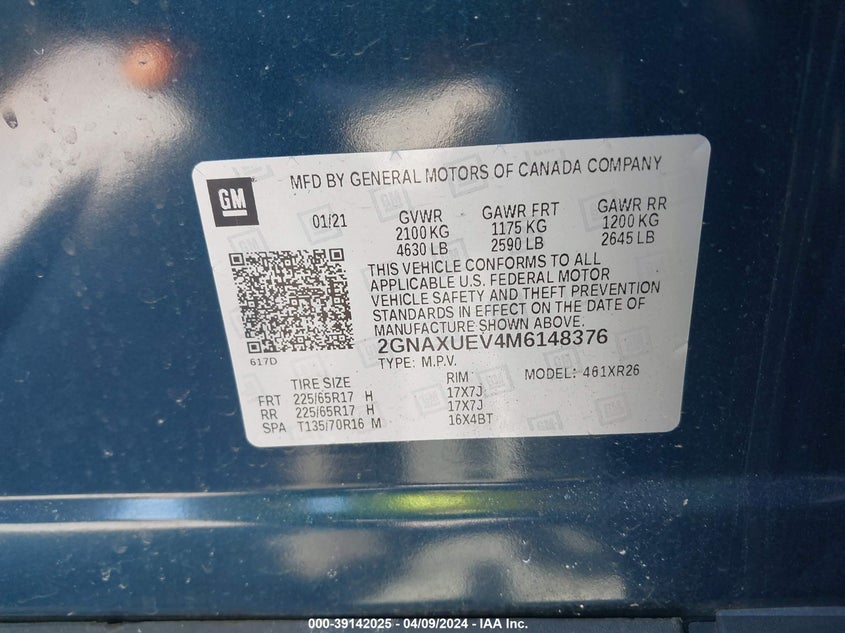 GM
MFD BY GENERAL MOTORS OF CANADA COMPANY
01/21 GVWR GAWR FRT GAWR RR
2100 KG 1175 KG 1200 KG
4630 LB 2590 LB 2645 LB
THIS VEHICLE CONFORMS TO ALL
APPLICABLE U.S. FEDERAL MOTOR
VEHICLE SAFETY AND THEFT PREVENTION
STANDARDS IN EFFECT ON THE DATE OF
MANUFACTURE SHOWN ABOVE.
2GNAXUEV4M6148376
617D
TYPE: M.P.V. MODEL: 461XR26
TIRE SIZE RIM
FRT 225/65R17 H 17X7J
RR 225/65R17 H 17X7J
SPA T135/70R16 M 16X4BT
000-39142025 - 04/09/2024 - IAA Inc.